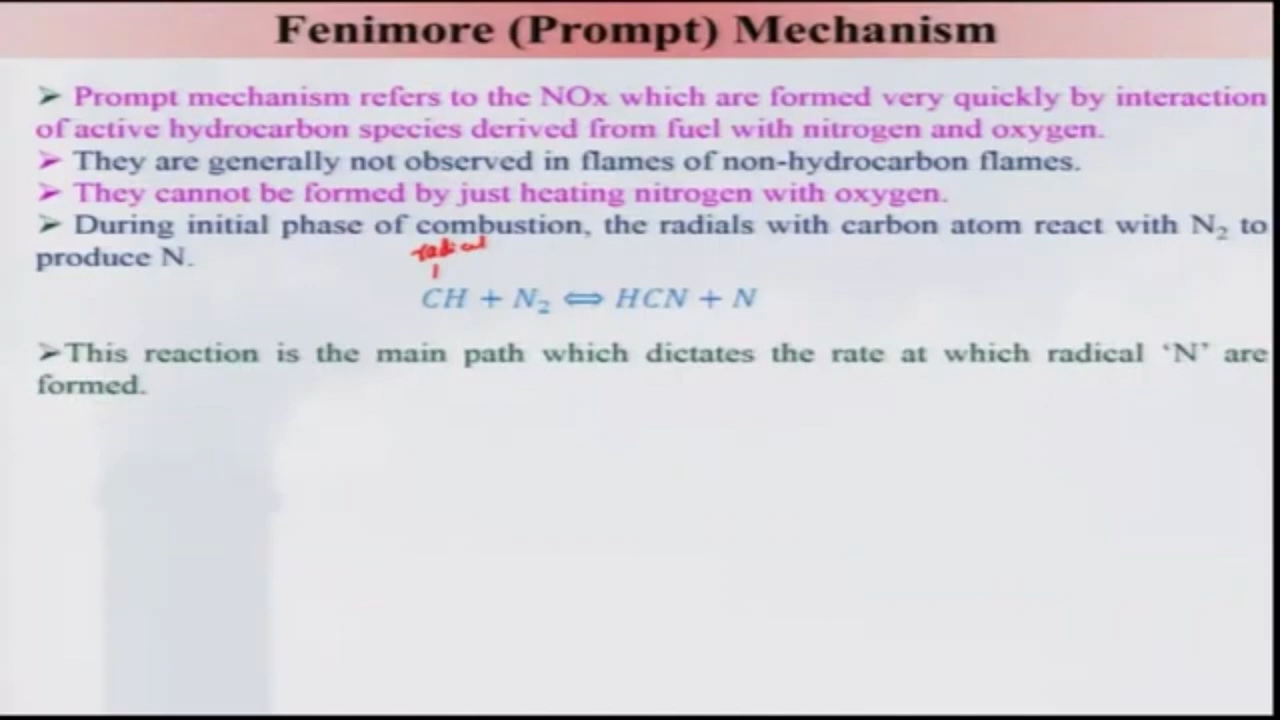 Fenimore (Prompt) Mechanism
➢ Prompt mechanism refers to the NOx which are formed very quickly by interaction
of active hydrocarbon species derived from fuel with nitrogen and oxygen.
➢ They are generally not observed in flames of non-hydrocarbon flames.
➢ They cannot be formed by just heating nitrogen with oxygen.
➢ During initial phase of combustion, the radials with carbon atom react with N₂ to
produce N.
radical
CH + N₂ ⟺ HCN + N
➢This reaction is the main path which dictates the rate at which radical ‘N’ are
formed.